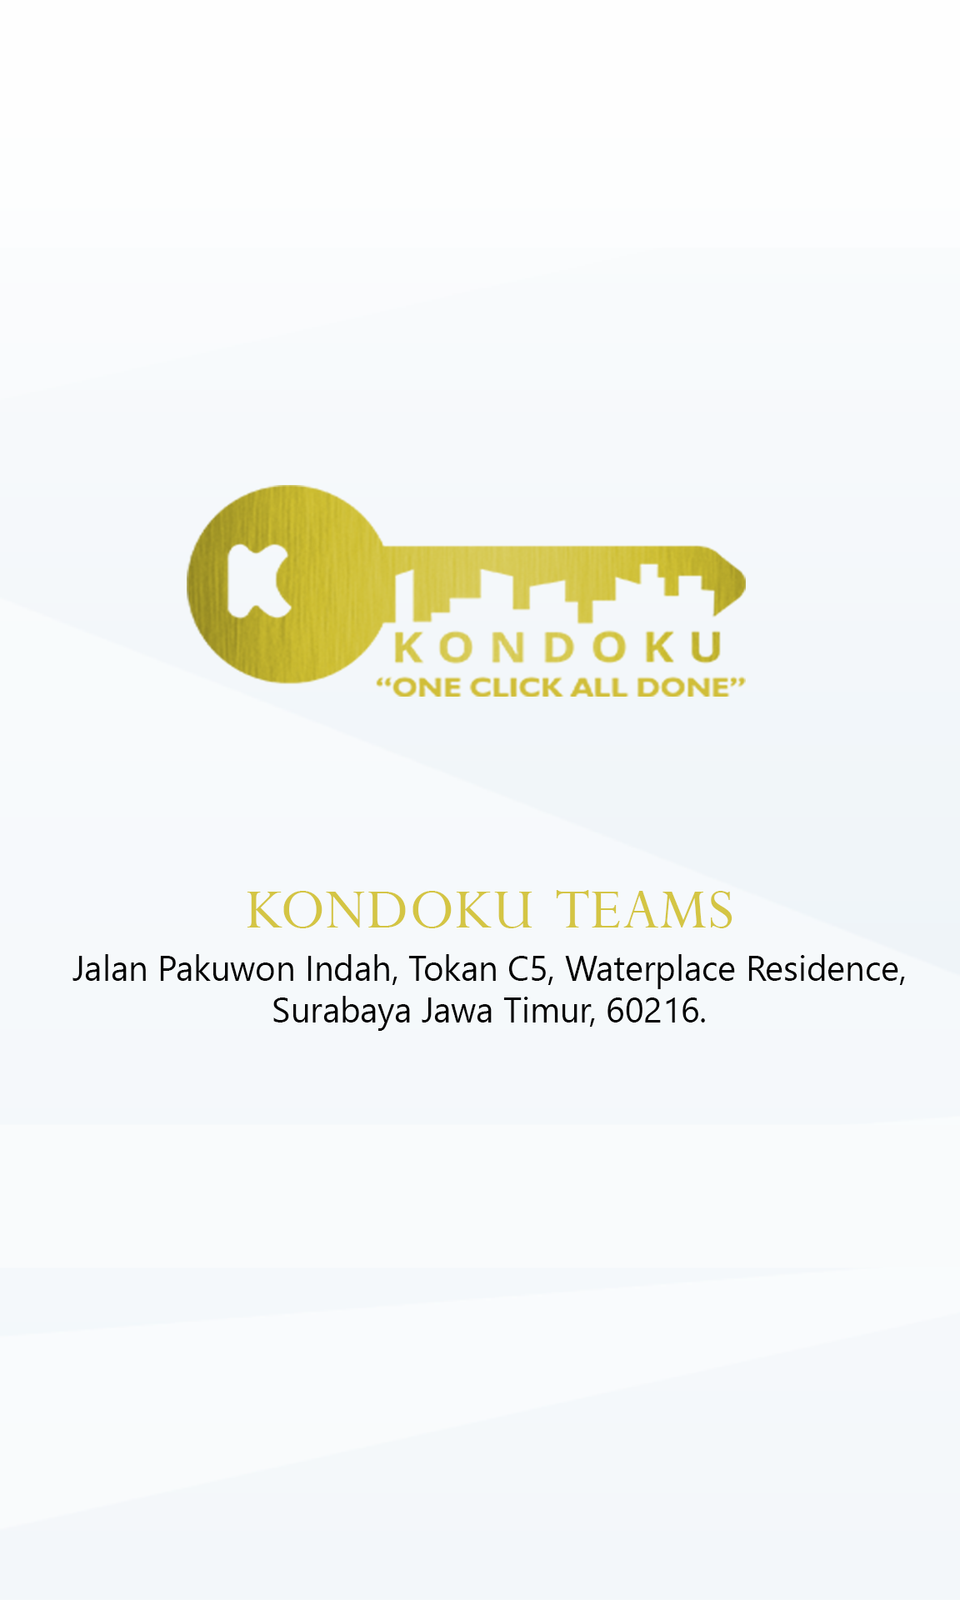 K
KONDOKU
“ONE CLICK ALL DONE”
KONDOKU TEAMS
Jalan Pakuwon Indah, Tokan C5, Waterplace Residence,
Surabaya Jawa Timur, 60216.